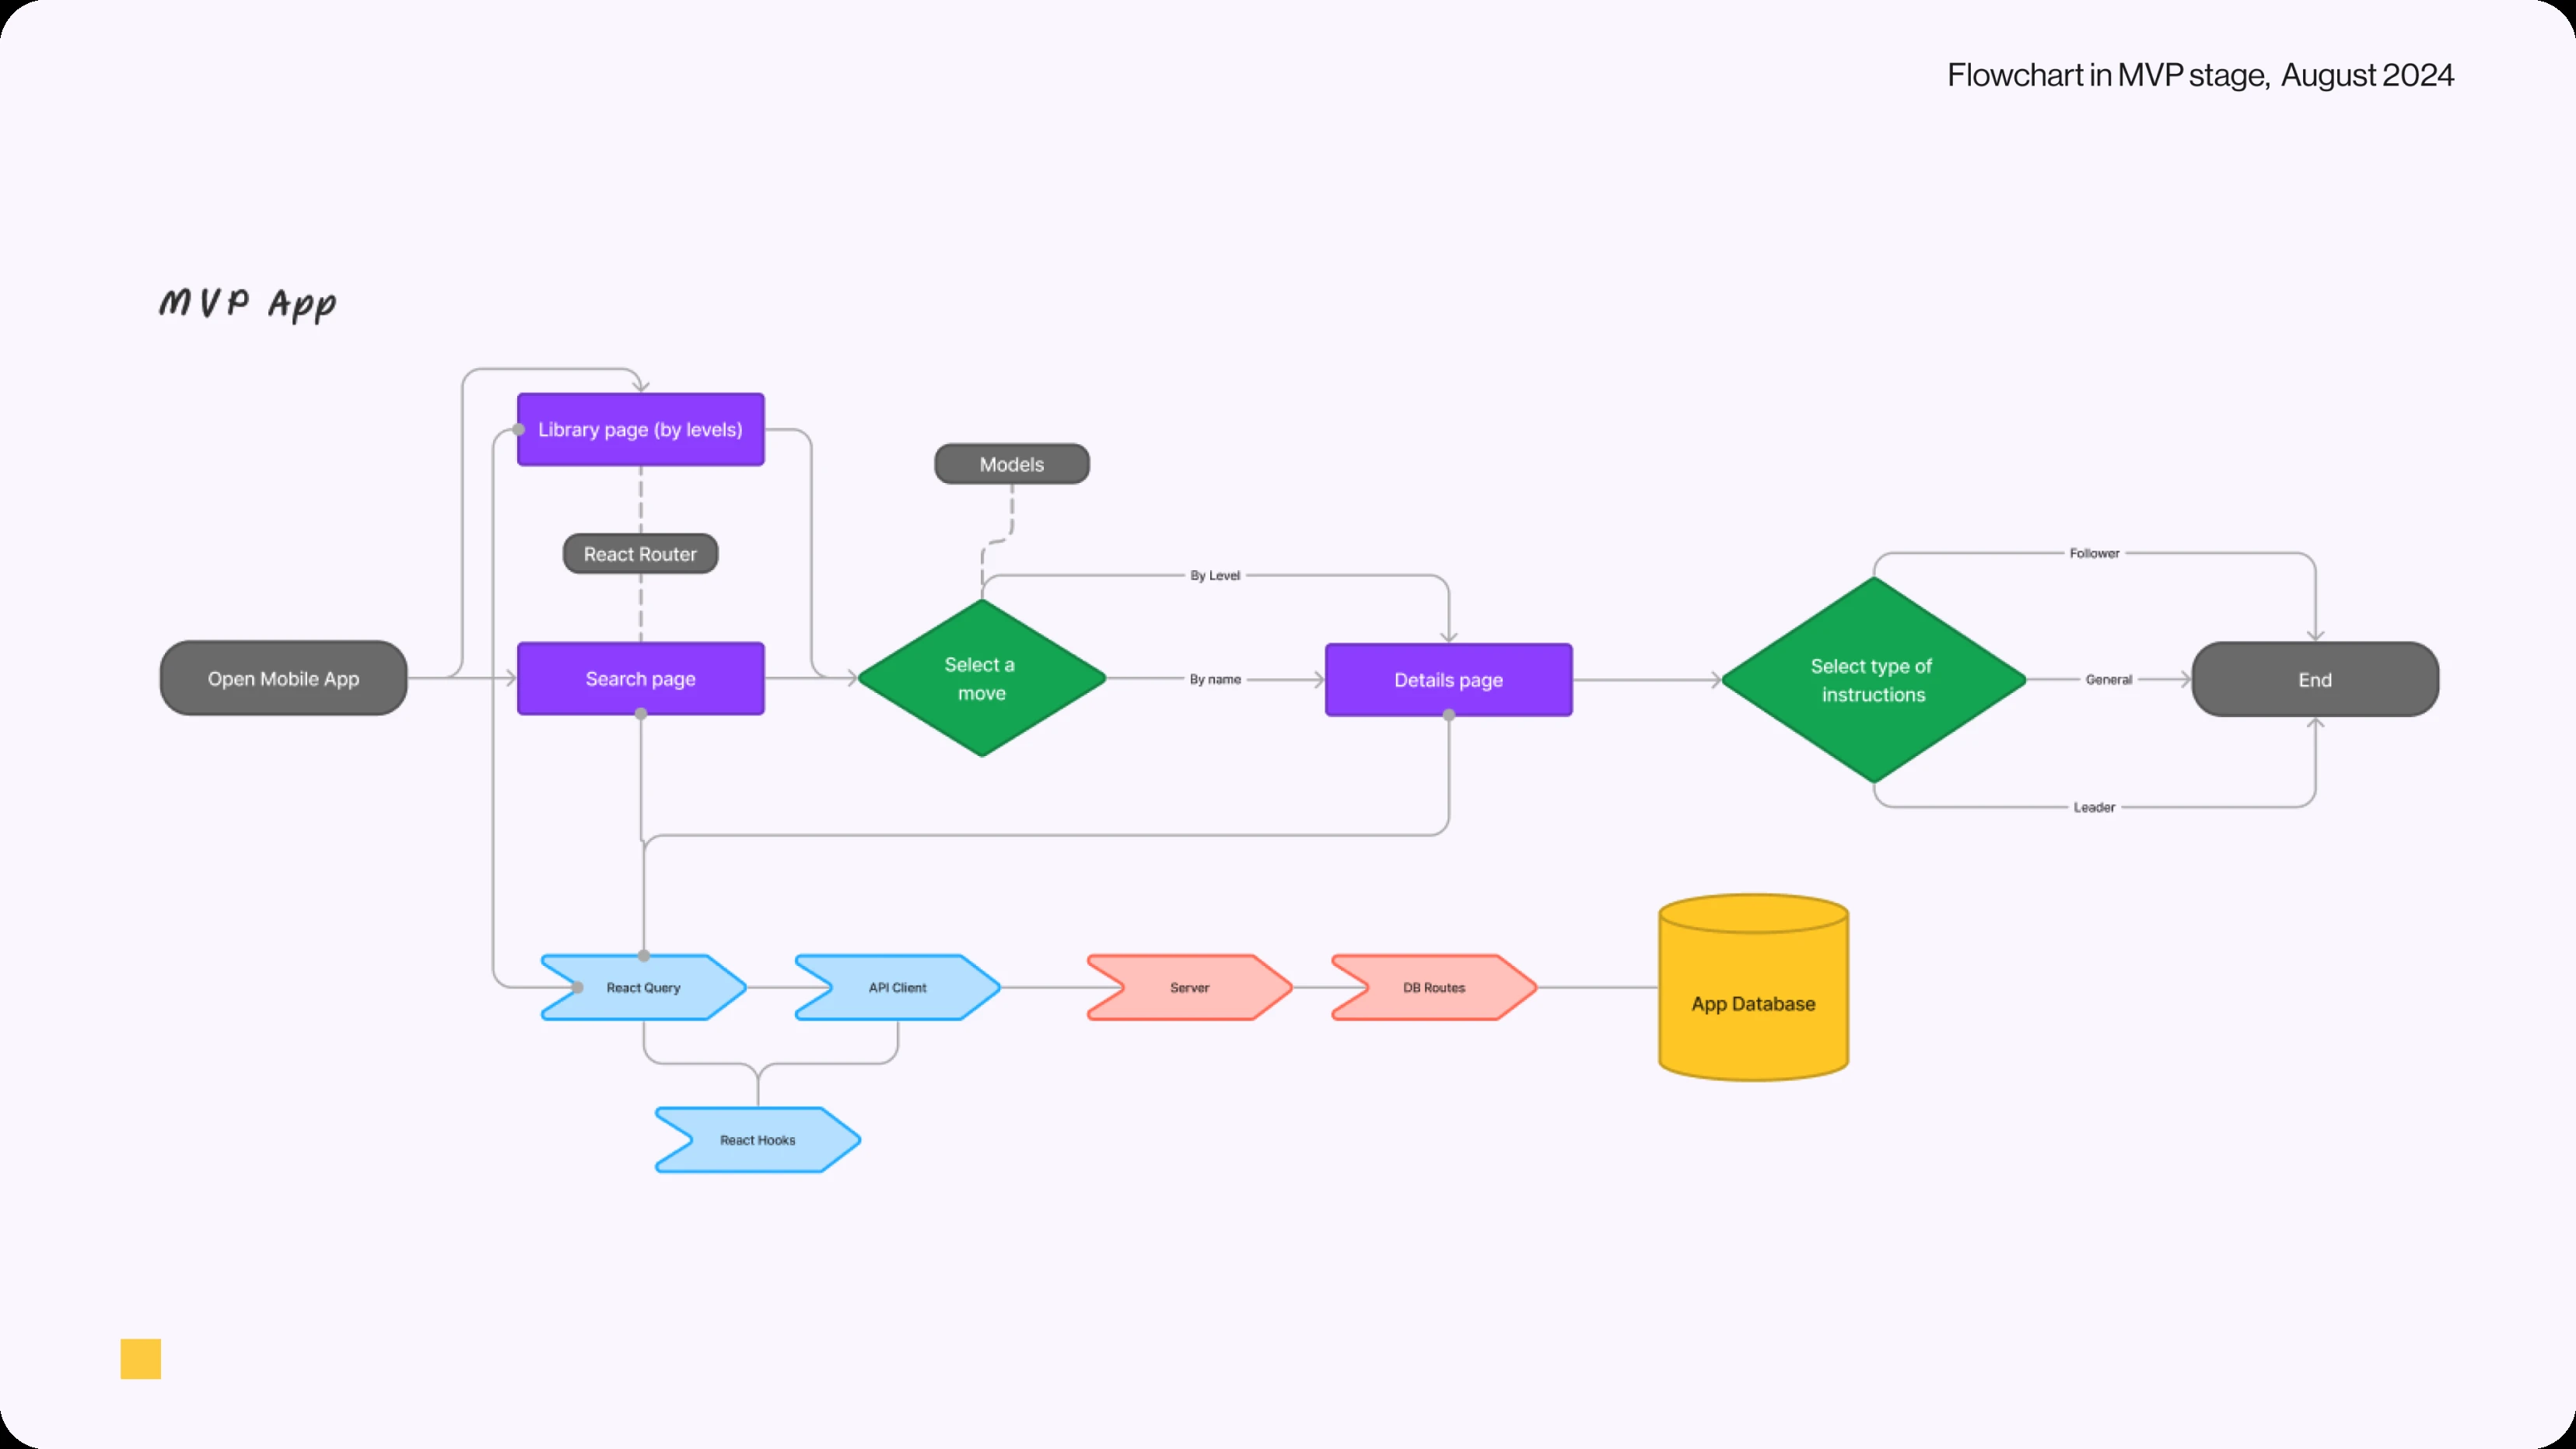 Flowchart in MVP stage, August 2024
MVP App
Library page (by levels)
Models
React Router
Follower
By Level
Open Mobile App
Search page
Select a
move
By name
Details page
Select type of
instructions
General
End
Leader
React Query
API Client
Server
DB Routes
App Database
React Hooks